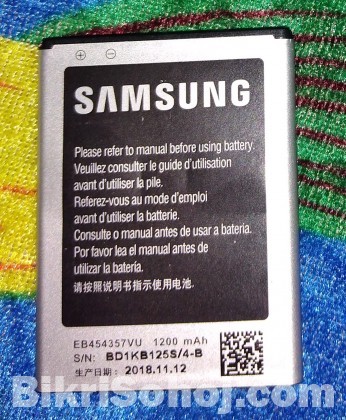 SAMSUNG
Please refer to manual before using battery.
Veuillez consulter le guide d'utilisation
avant d'utiliser la pile.
Referez-vous au mode d'emploi
avant d'utiliser la batterie.
Consulte o manual antes de usar a bateria.
Por favor lea el manual antes de
utilizar la batería.
请按照说明书指示使用电池.
EB454357VU 1200 mAh
S/N: BD1KB125S/4-B
生产日期: 2018.11.12
BikriSohoj.com